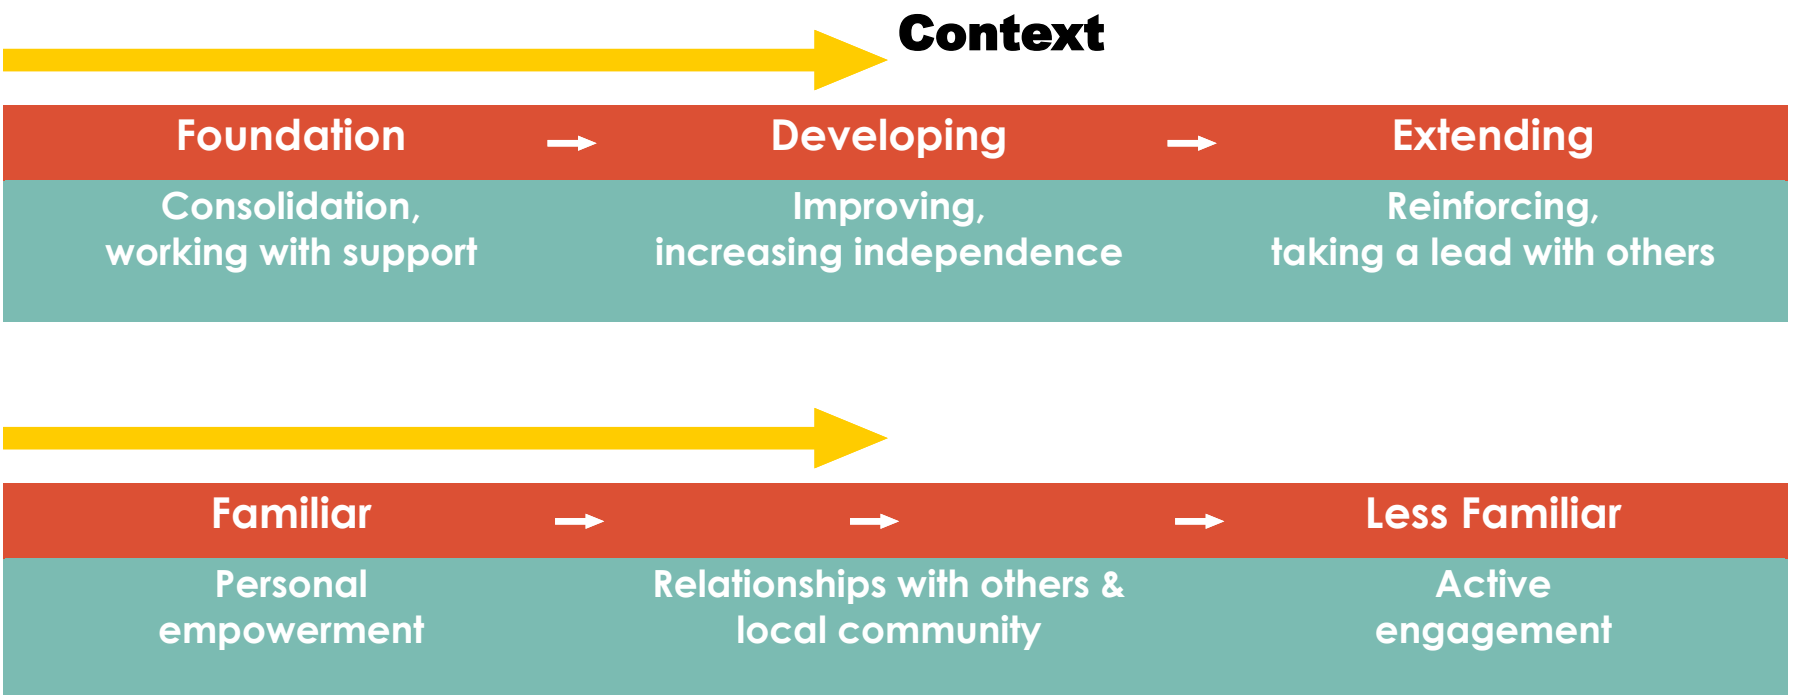 Context
Foundation → Developing → Extending
Consolidation,
working with support
Improving,
increasing independence
Reinforcing,
taking a lead with others
Familiar → → → Less Familiar
Personal
empowerment
Relationships with others &
local community
Active
engagement